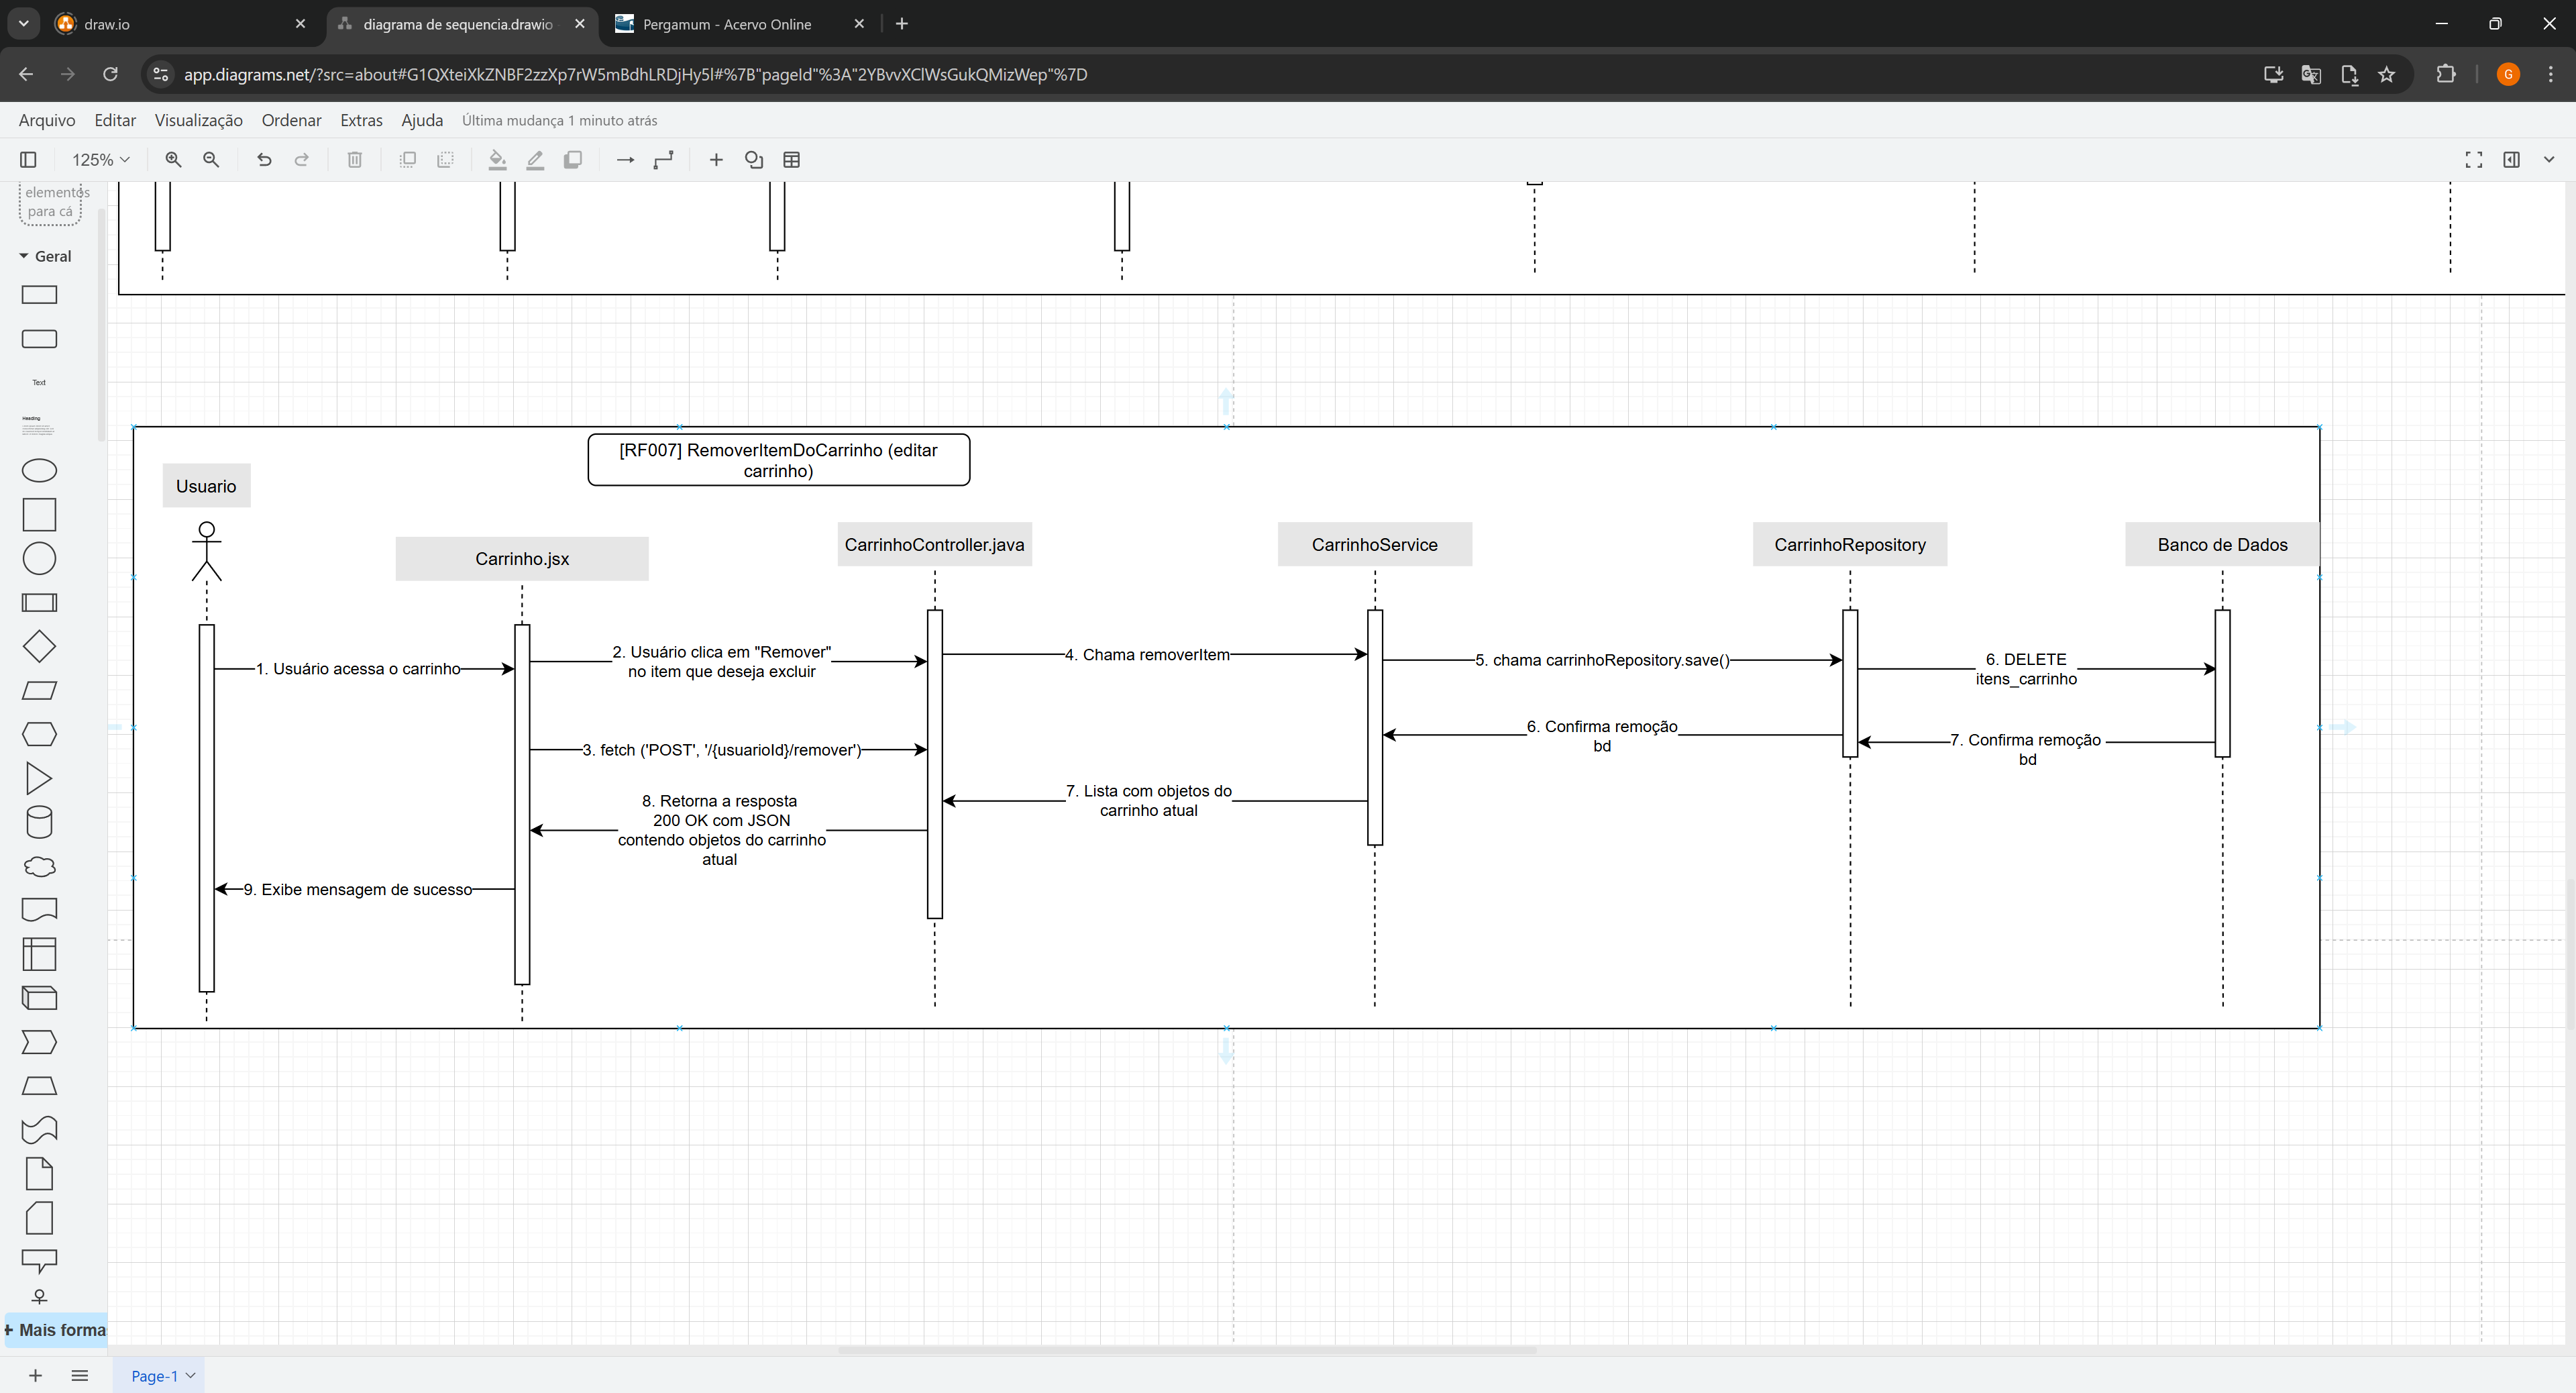 draw.io
diagrama de sequencia.drawio
Pergamum - Acervo Online
app.diagrams.net/?src=about#G1QXteiXkZNBF2zzXp7rW5mBdhLRDjHy5l#%7B"pageId"%3A"2YBvvXClWsGukQMizWep"%7D
G
Arquivo
Editar
Visualização
Ordenar
Extras
Ajuda
Última mudança 1 minuto atrás
125%
elementos
para cá
Geral
Text
Heading
[RF007] RemoverItemDoCarrinho (editar
carrinho)
Usuario
Carrinho.jsx
CarrinhoController.java
CarrinhoService
CarrinhoRepository
Banco de Dados
1. Usuário acessa o carrinho
2. Usuário clica em "Remover"
no item que deseja excluir
4. Chama removerItem
5. chama carrinhoRepository.save()
6. DELETE
itens_carrinho
3. fetch ('POST', '/{usuarioId}/remover')
6. Confirma remoção
bd
7. Confirma remoção
bd
7. Lista com objetos do
carrinho atual
8. Retorna a resposta
200 OK com JSON
contendo objetos do carrinho
atual
9. Exibe mensagem de sucesso
+ Mais forma
Page-1